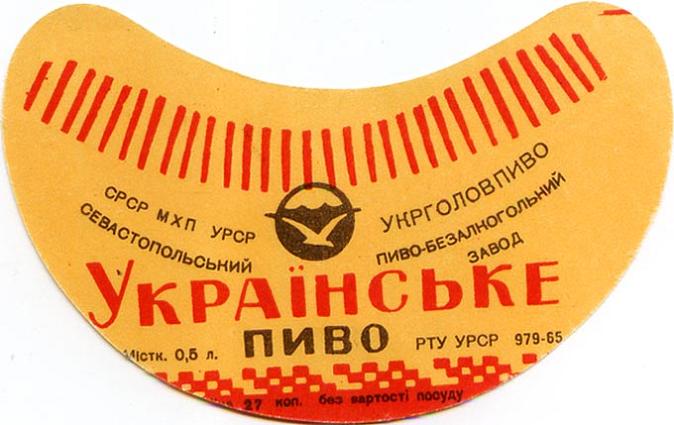 СРСР МХП УРСР
УКРГОЛОВПИВО
СЕВАСТОПОЛЬСЬКИЙ
ПИВО-БЕЗАЛКОГОЛЬНИЙ
ЗАВОД
УКРАЇНСЬКЕ
ПИВО
Містк. 0,5 л.
РТУ УРСР 979-65
27 коп. без вартості посуду